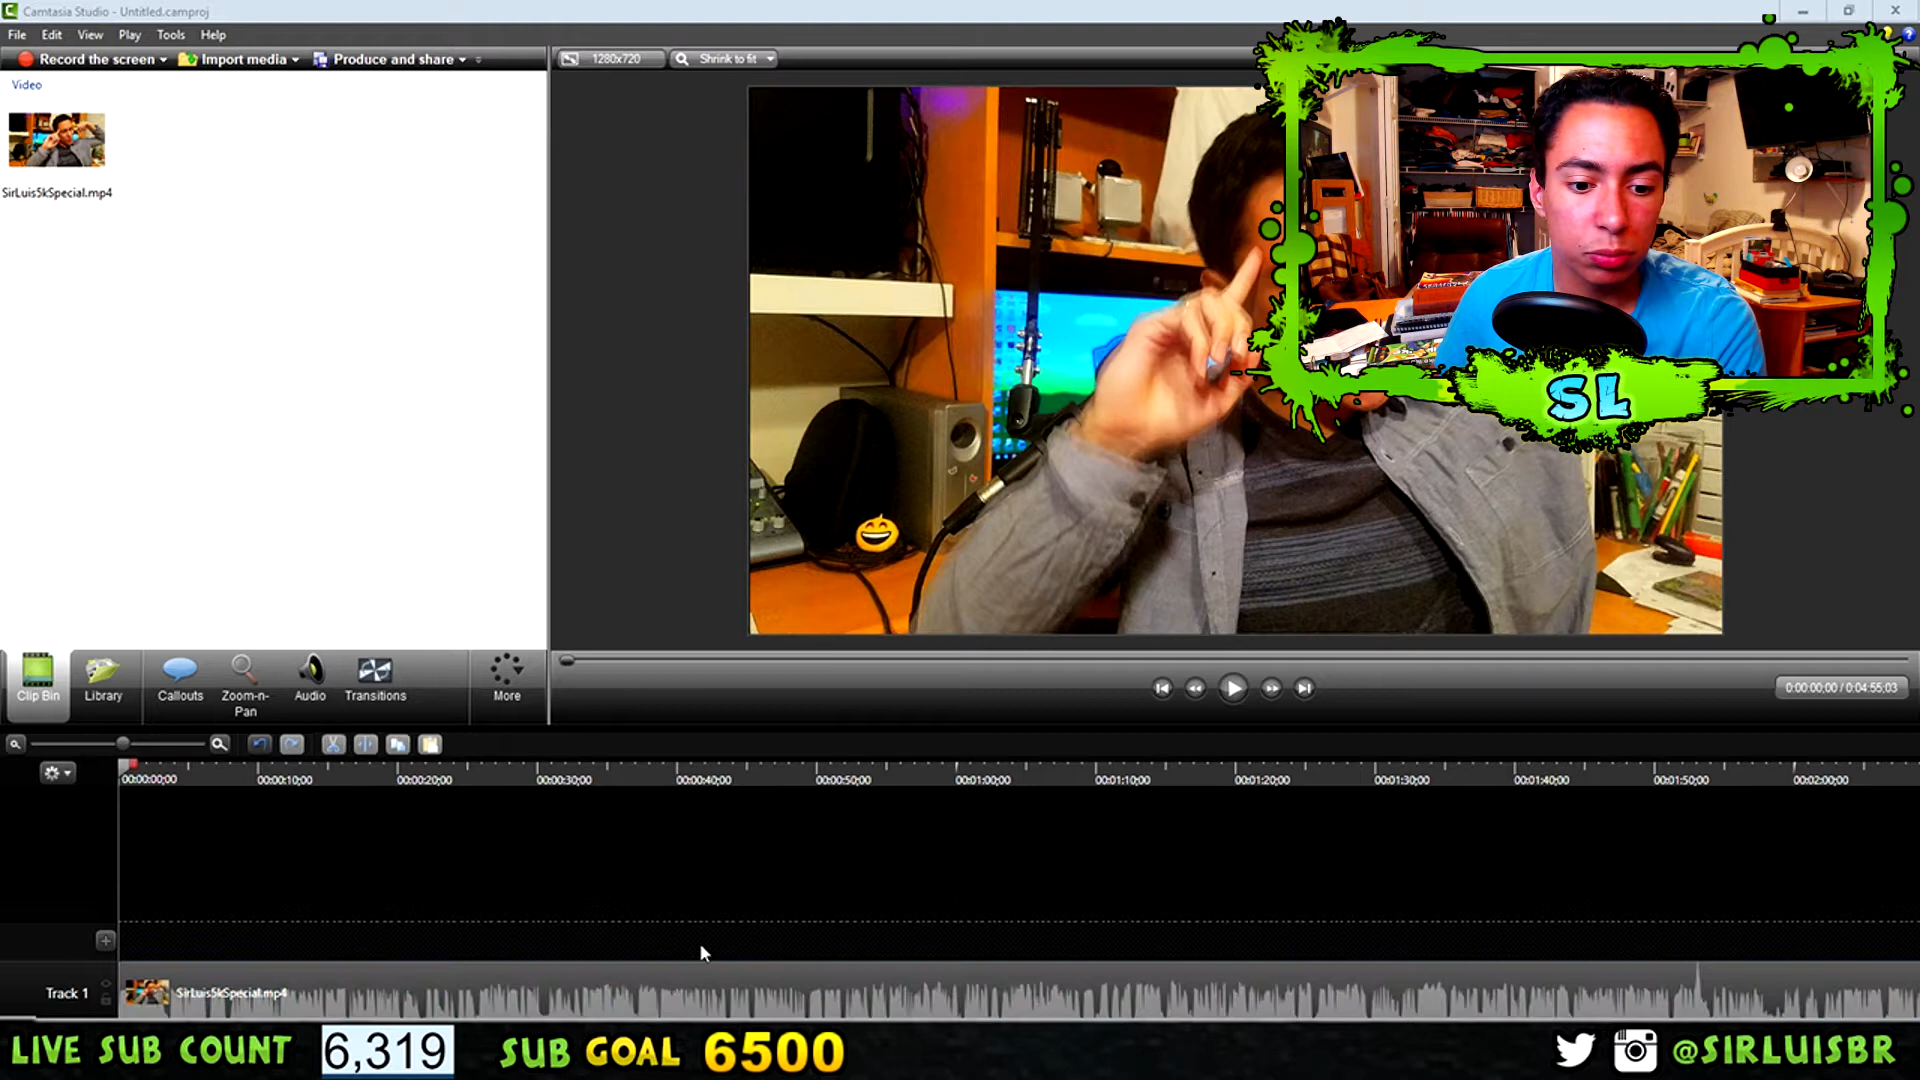 Camtasia Studio - Untitled.camproj
File Edit View Play Tools Help
Record the screen Import media Produce and share
1280x720 Shrink to fit
Video
SirLuis5kSpecial.mp4
SL
Clip Bin Library Callouts Zoom-n-Pan Audio Transitions More
0:00:00;00 / 0:04:55;03
00:00:00;00 00:00:10;00 00:00:20;00 00:00:30;00 00:00:40;00 00:00:50;00 00:01:00;00 00:01:10;00 00:01:20;00 00:01:30;00 00:01:40;00 00:01:50;00 00:02:00;00
Track 1 SirLuis5kSpecial.mp4
LIVE SUB COUNT 6,319 SUB GOAL 6500 @SIRLUISBR